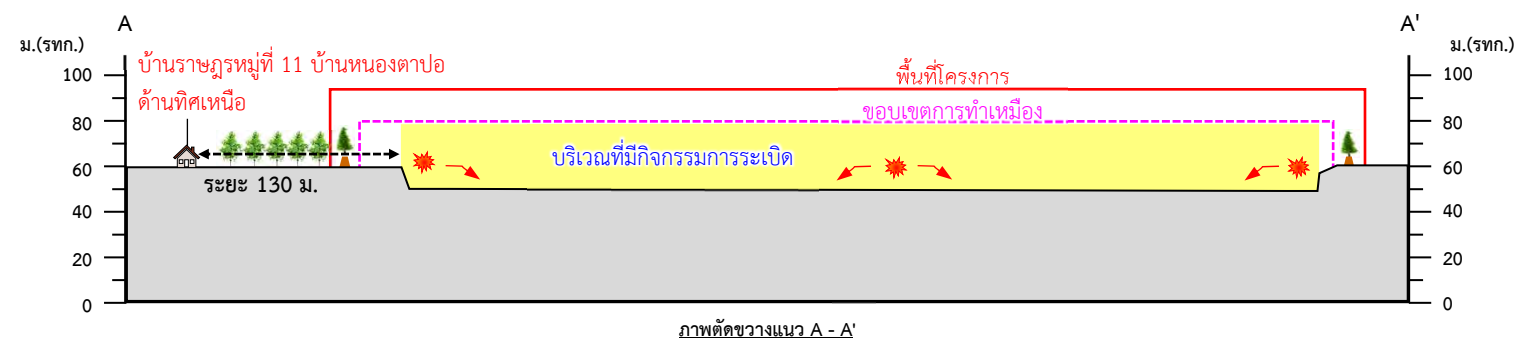 A A'
ม.(รทก.) ม.(รทก.)
บ้านราษฎรหมู่ที่ 11 บ้านหนองตาปอ
ด้านทิศเหนือ
พื้นที่โครงการ
ขอบเขตการทำเหมือง
บริเวณที่มีกิจกรรมการระเบิด
ระยะ 130 ม.
100 100
80 80
60 60
40 40
20 20
0 0
ภาพตัดขวางแนว A - A'